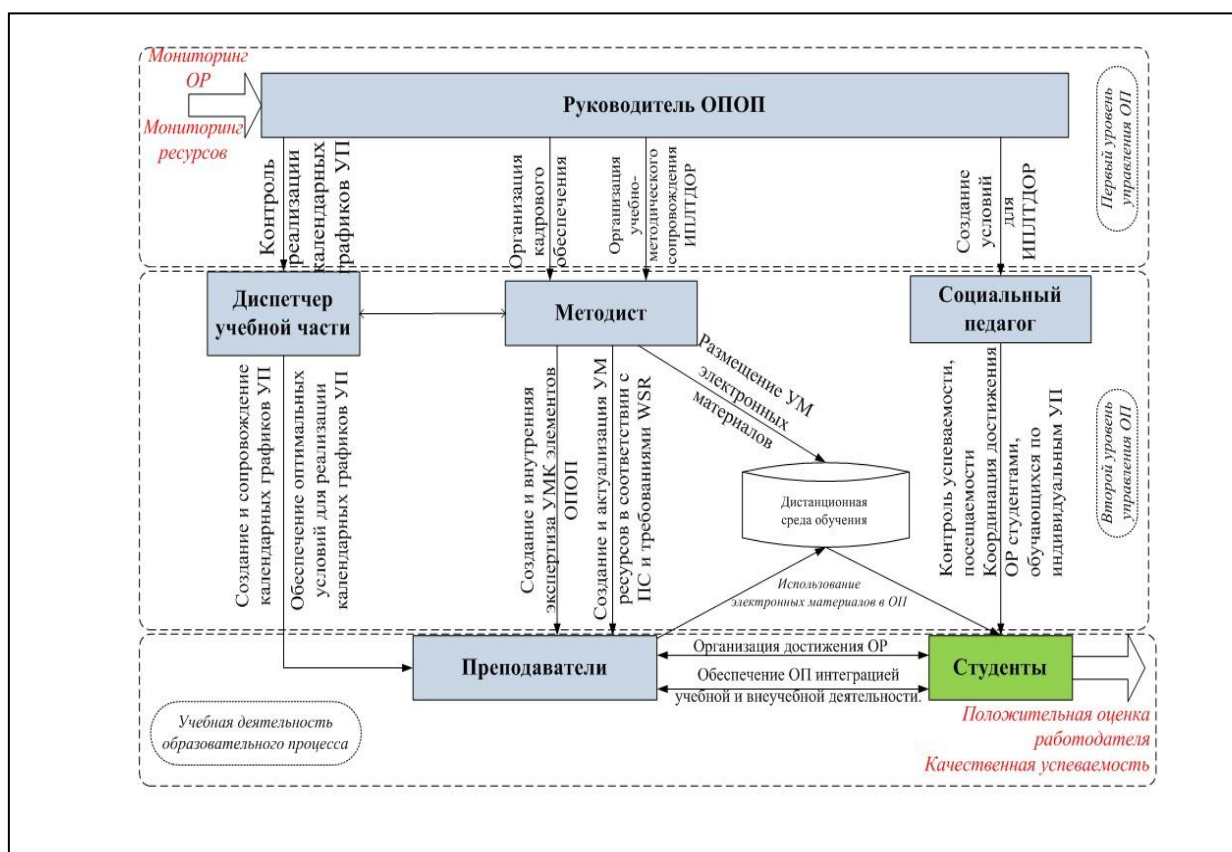 Мониторинг
ОР
Мониторинг
ресурсов
Руководитель ОПОП
Первый уровень
управления ОП
Контроль
реализации
календарных
графиков УП
Организация
кадрового
обеспечения
Организация
учебно-
методического
сопровождения
ИПЛТДОР
Создание
условий
для
ИПЛТДОР
Диспетчер
учебной части
Методист
Социальный
педагог
Второй уровень
управления ОП
Создание и сопровождение
календарных графиков УП
Обеспечение оптимальных
условий для реализации
календарных графиков УП
Создание и внутренняя
экспертиза УМК элементов
ОПОП
Создание и актуализация УМ
ресурсов в соответствии с
ПС и требованиями WSR
Размещение УМ
электронных
материалов
Дистанционная
среда обучения
Контроль успеваемости,
посещаемости
Координация достижения
ОР студентами,
обучающихся по
индивидуальным УП
Использование
электронных материалов в ОП
Преподаватели
Организация достижения ОР
Обеспечение ОП интеграцией
учебной и внеучебной деятельности.
Студенты
Учебная деятельность
образовательного процесса
Положительная оценка
работодателя
Качественная успеваемость